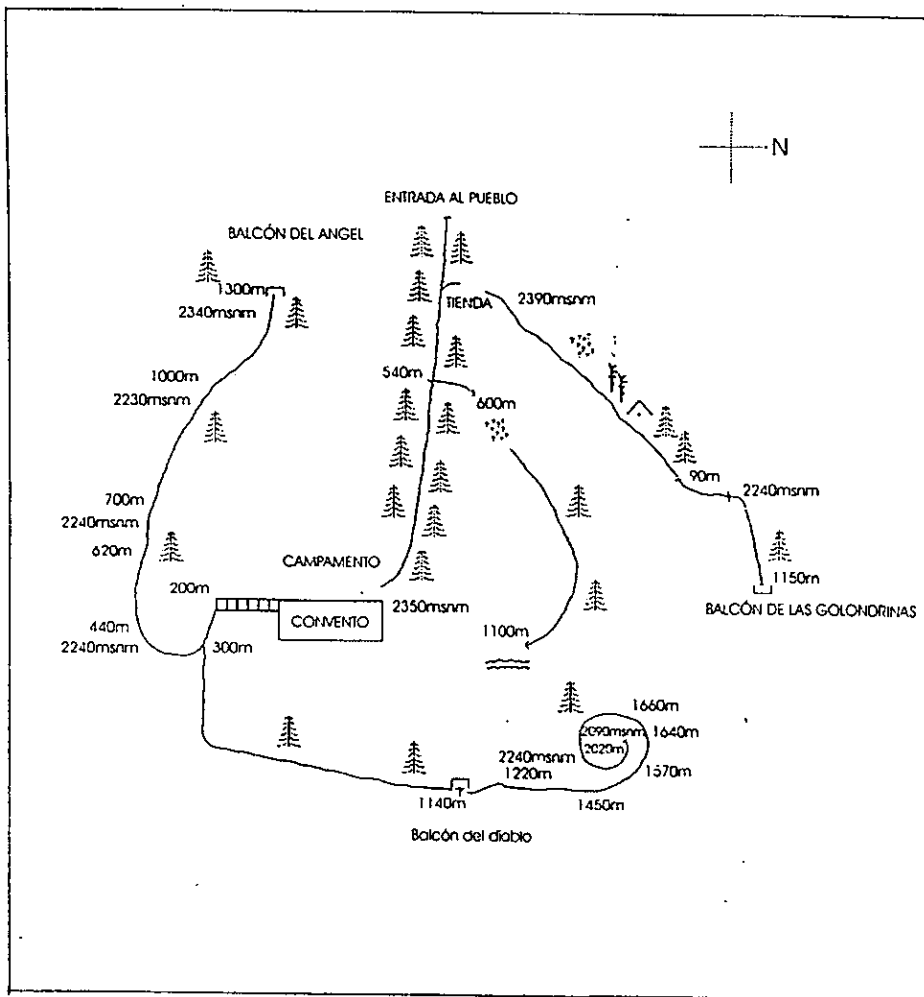 N
ENTRADA AL PUEBLO
BALCÓN DEL ANGEL
1300m
2340msnm
TIENDA
2390msnm
1000m
2230msnm
540m
600m
90m
2240msnm
700m
2240msnm
620m
CAMPAMENTO
200m
2350msnm
CONVENTO
1150m
BALCÓN DE LAS GOLONDRINAS
440m
2240msnm
300m
1100m
1660m
2090msnm
1640m
2020m
2240msnm
1220m
1570m
1140m
1450m
Balcón del diablo